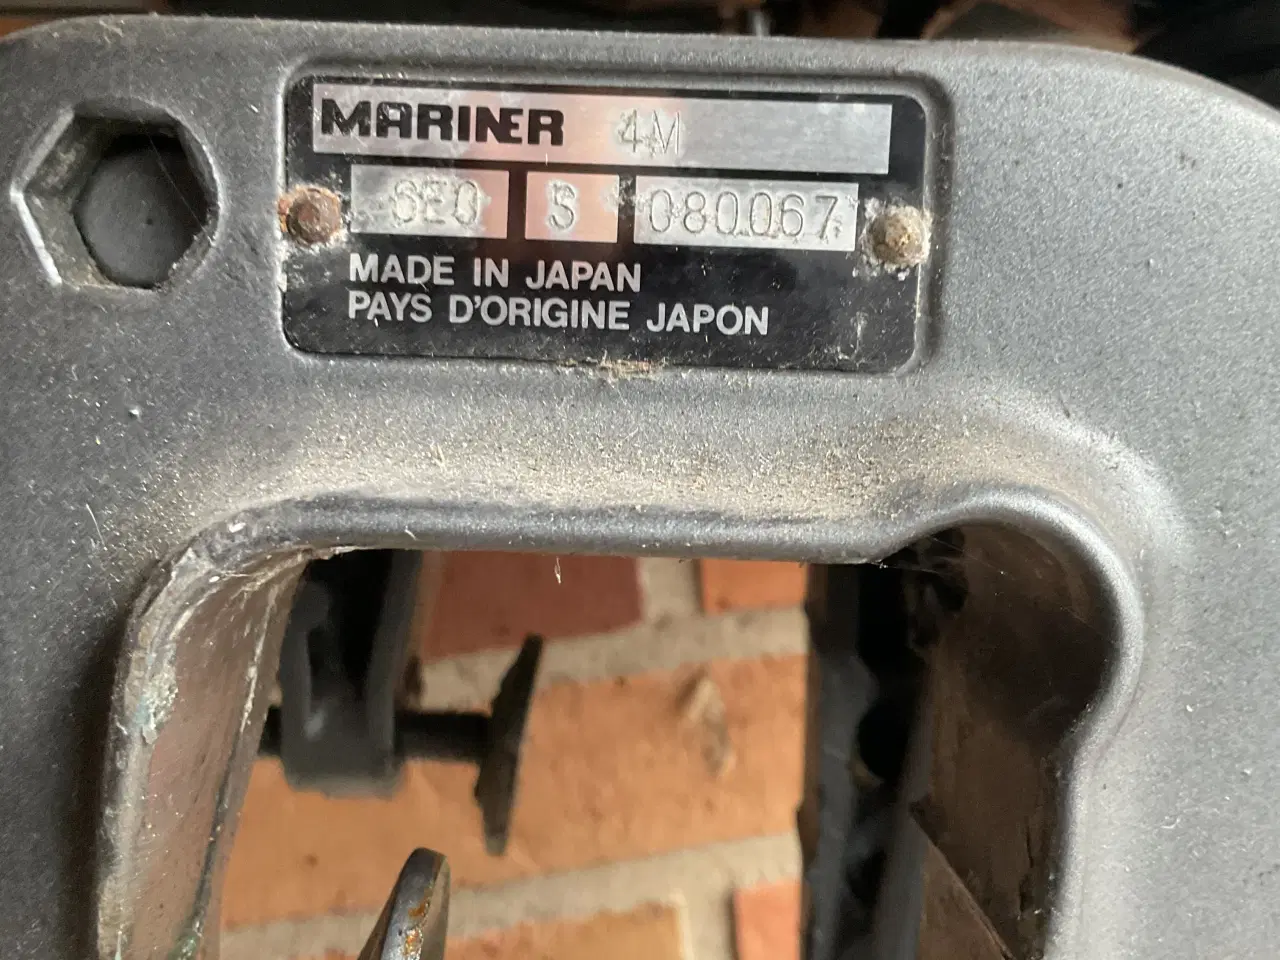 MARINER 4M
6E0 S 080067
MADE IN JAPAN
PAYS D'ORIGINE JAPON